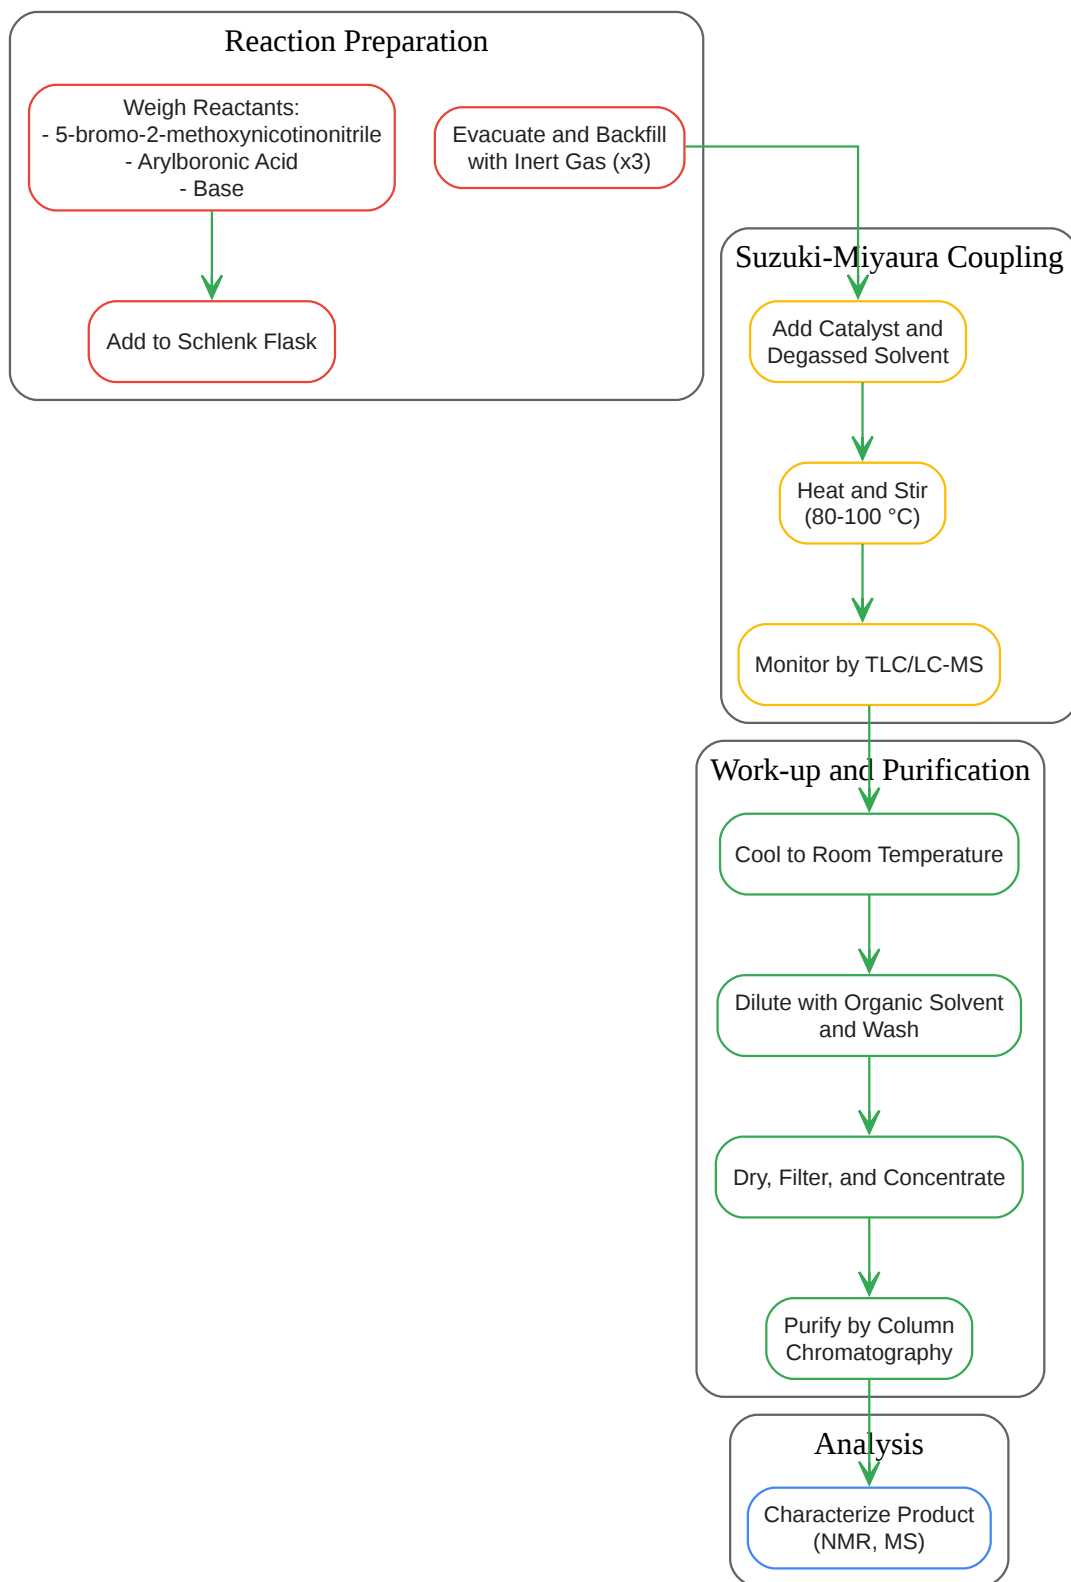 Reaction Preparation
Weigh Reactants:
- 5-bromo-2-methoxynicotinonitrile
- Arylboronic Acid
- Base
Evacuate and Backfill
with Inert Gas (x3)
Add to Schlenk Flask
Suzuki-Miyaura Coupling
Add Catalyst and
Degassed Solvent
Heat and Stir
(80-100 °C)
Monitor by TLC/LC-MS
Work-up and Purification
Cool to Room Temperature
Dilute with Organic Solvent
and Wash
Dry, Filter, and Concentrate
Purify by Column
Chromatography
Analysis
Characterize Product
(NMR, MS)